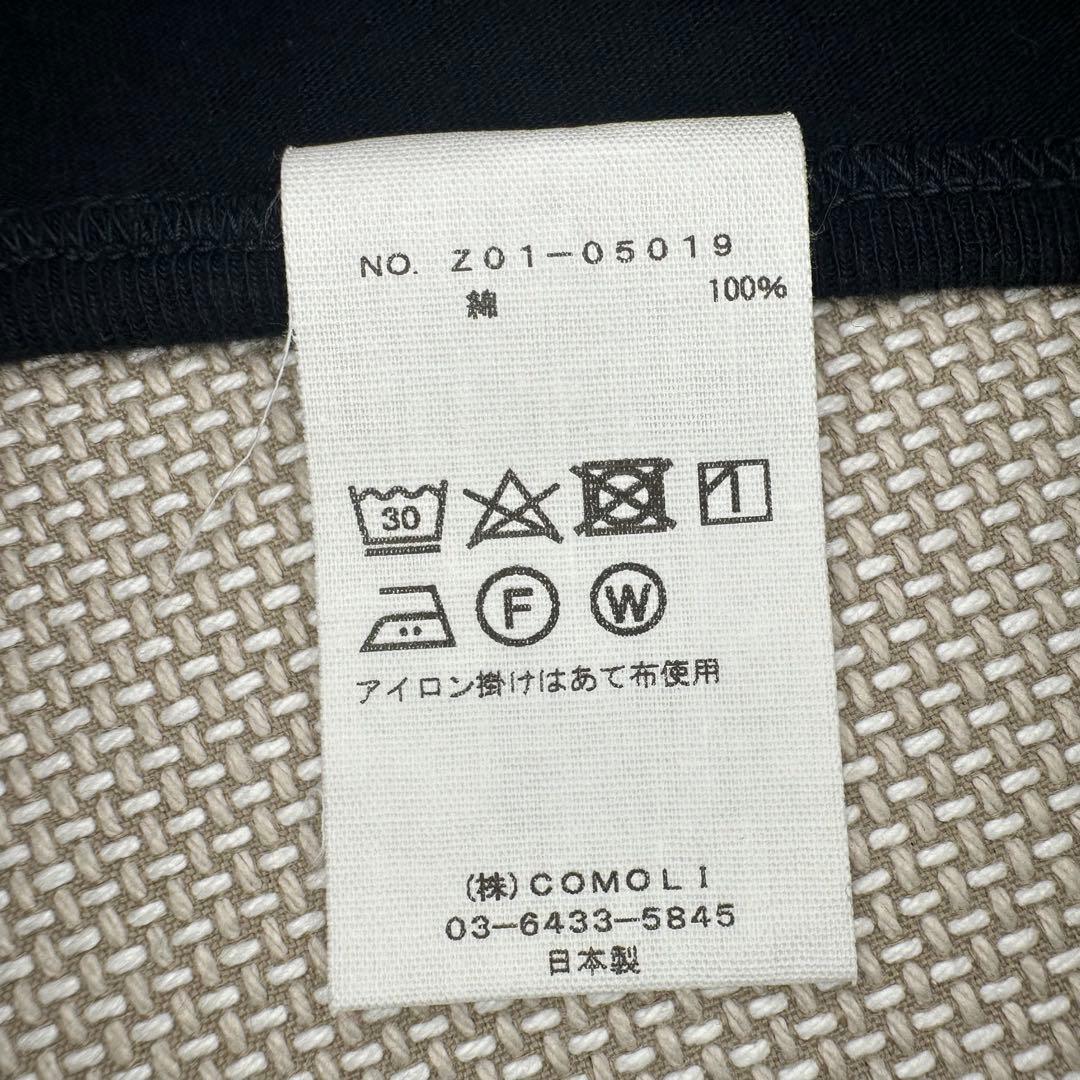 NO. Z01-05019
綿 100%
30
F W
アイロン掛けはあて布使用
(株)COMOLI
03-6433-5845
日本製